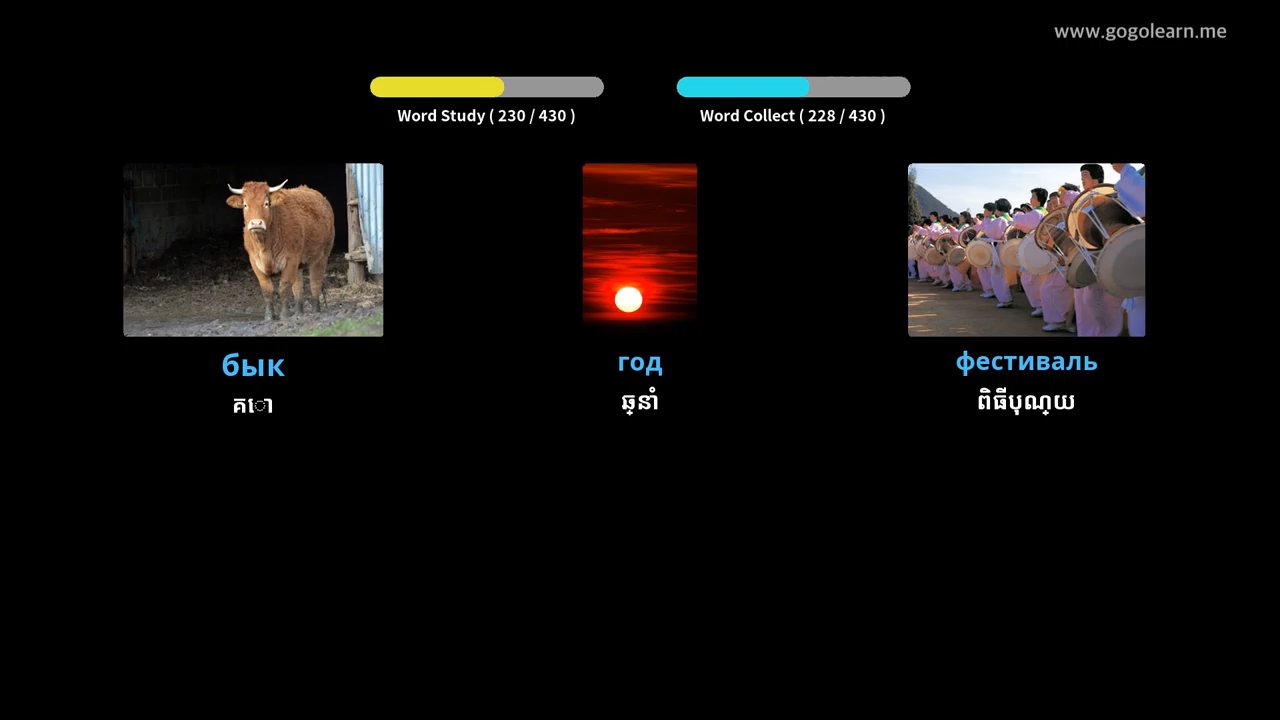 www.gogolearn.me
Word Study ( 230 / 430 )
Word Collect ( 228 / 430 )
бык
год
фестиваль
គោ
ឆ្នាំ
ពិធីបុណ្យ